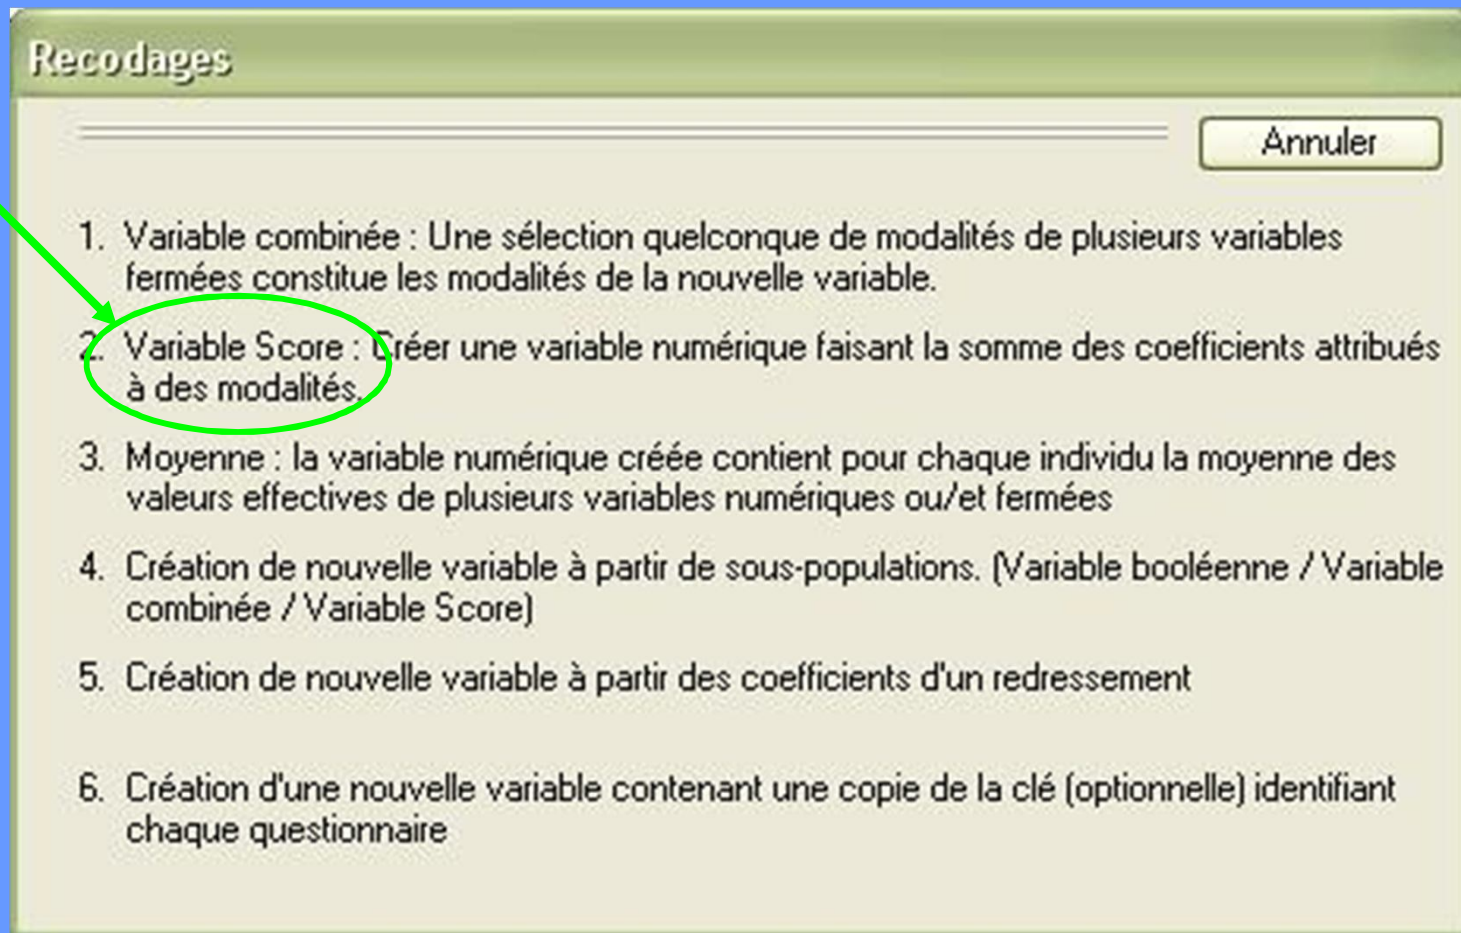 Recodages
Annuler
1. Variable combinée : Une sélection quelconque de modalités de plusieurs variables
fermées constitue les modalités de la nouvelle variable.
2. Variable Score : Créer une variable numérique faisant la somme des coefficients attribués
à des modalités.
3. Moyenne : la variable numérique créée contient pour chaque individu la moyenne des
valeurs effectives de plusieurs variables numériques ou/et fermées
4. Création de nouvelle variable à partir de sous-populations. (Variable booléenne / Variable
combinée / Variable Score)
5. Création de nouvelle variable à partir des coefficients d'un redressement
6. Création d'une nouvelle variable contenant une copie de la clé (optionnelle) identifiant
chaque questionnaire